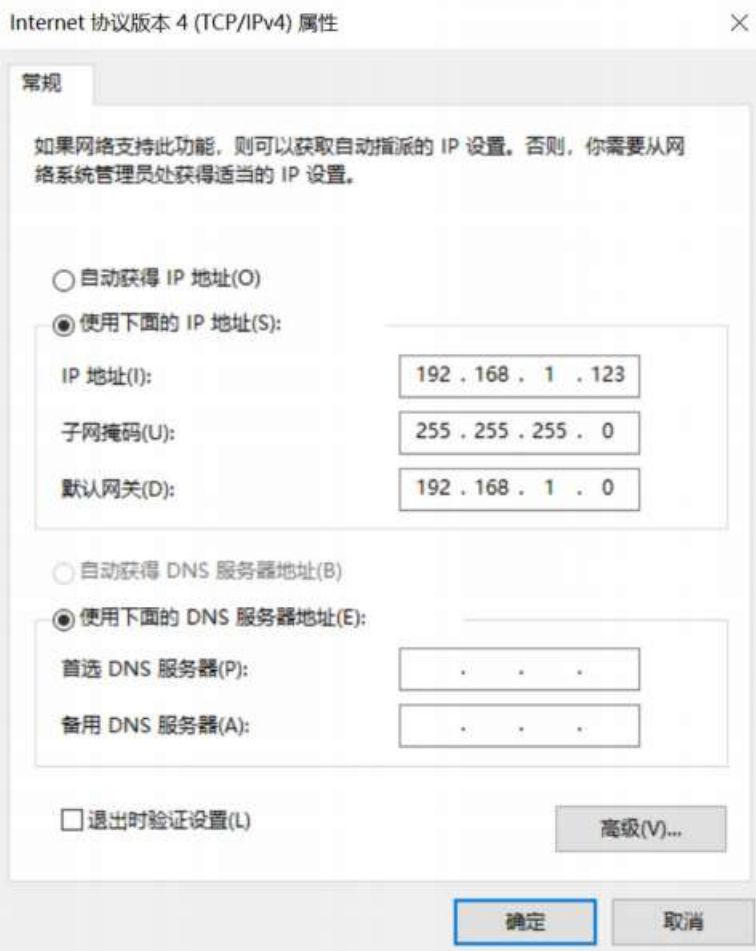 Internet 协议版本 4 (TCP/IPv4) 属性
常规
如果网络支持此功能，则可以获取自动指派的 IP 设置。否则，你需要从网
络系统管理员处获得适当的 IP 设置。
自动获得 IP 地址(O)
使用下面的 IP 地址(S):
IP 地址(I): 192 . 168 . 1 . 123
子网掩码(U): 255 . 255 . 255 . 0
默认网关(D): 192 . 168 . 1 . 0
自动获得 DNS 服务器地址(B)
使用下面的 DNS 服务器地址(E):
首选 DNS 服务器(P): . . .
备用 DNS 服务器(A): . . .
退出时验证设置(L)
高级(V)...
确定 取消